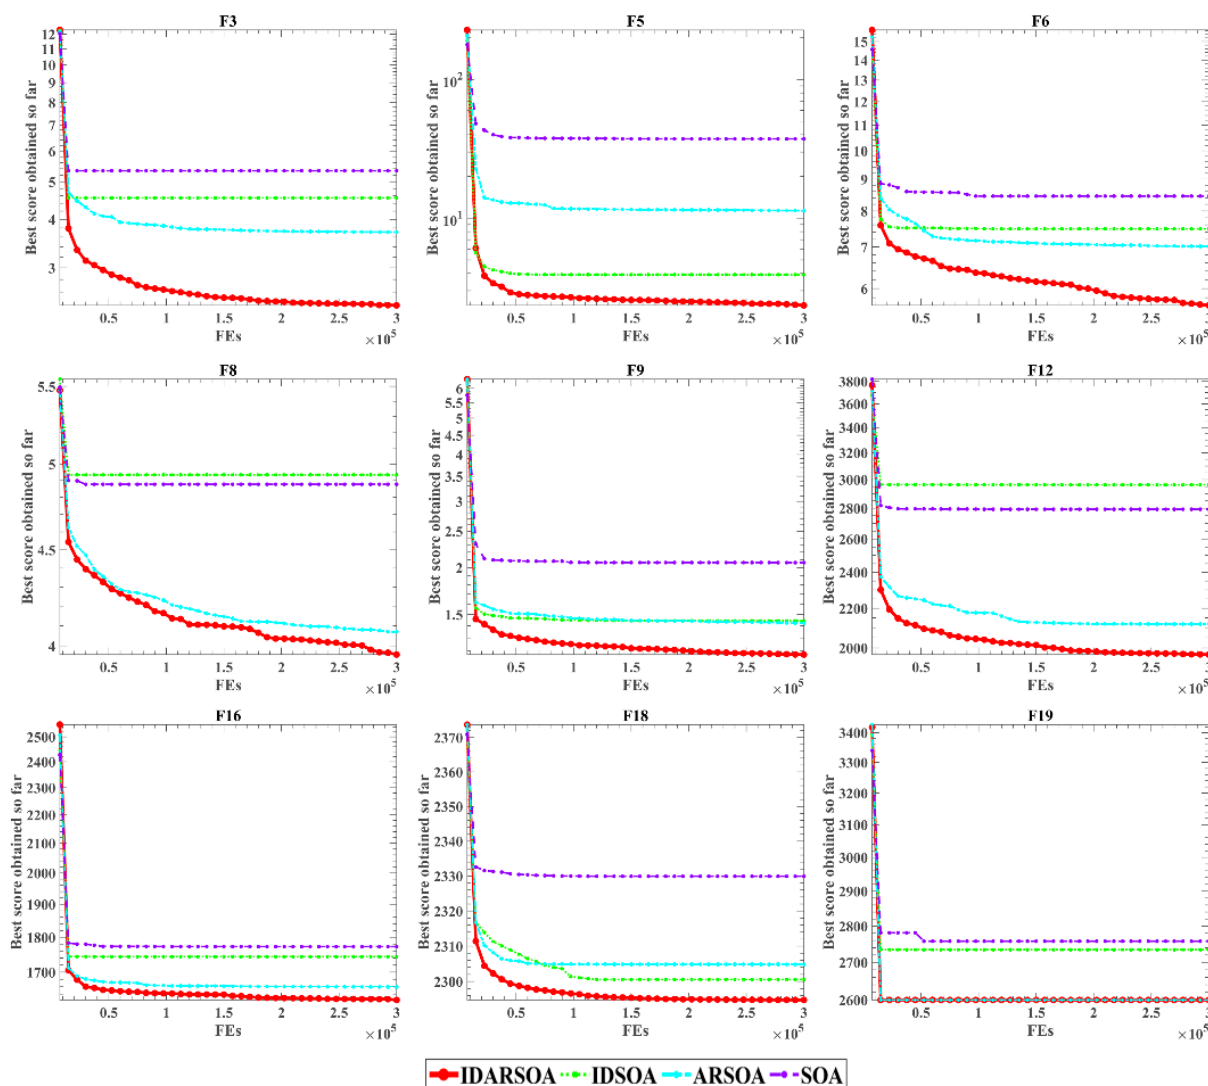 F3
Best score obtained so far
12
11
10
9
8
7
6
5
4
3
0.5 1 1.5 2 2.5 3
FEs
×10^5
F5
Best score obtained so far
10^2
10^1
0.5 1 1.5 2 2.5 3
FEs
×10^5
F6
Best score obtained so far
15
14
13
12
11
10
9
8
7
6
0.5 1 1.5 2 2.5 3
FEs
×10^5
F8
Best score obtained so far
5.5
5
4.5
4
0.5 1 1.5 2 2.5 3
FEs
×10^5
F9
Best score obtained so far
6
5.5
5
4.5
4
3.5
3
2.5
2
1.5
0.5 1 1.5 2 2.5 3
FEs
×10^5
F12
Best score obtained so far
3800
3600
3400
3200
3000
2800
2600
2400
2200
2000
0.5 1 1.5 2 2.5 3
FEs
×10^5
F16
Best score obtained so far
2500
2400
2300
2200
2100
2000
1900
1800
1700
0.5 1 1.5 2 2.5 3
FEs
×10^5
F18
Best score obtained so far
2370
2360
2350
2340
2330
2320
2310
2300
0.5 1 1.5 2 2.5 3
FEs
×10^5
F19
Best score obtained so far
3400
3300
3200
3100
3000
2900
2800
2700
2600
0.5 1 1.5 2 2.5 3
FEs
×10^5
IDARSOA IDSOA ARSOA SOA